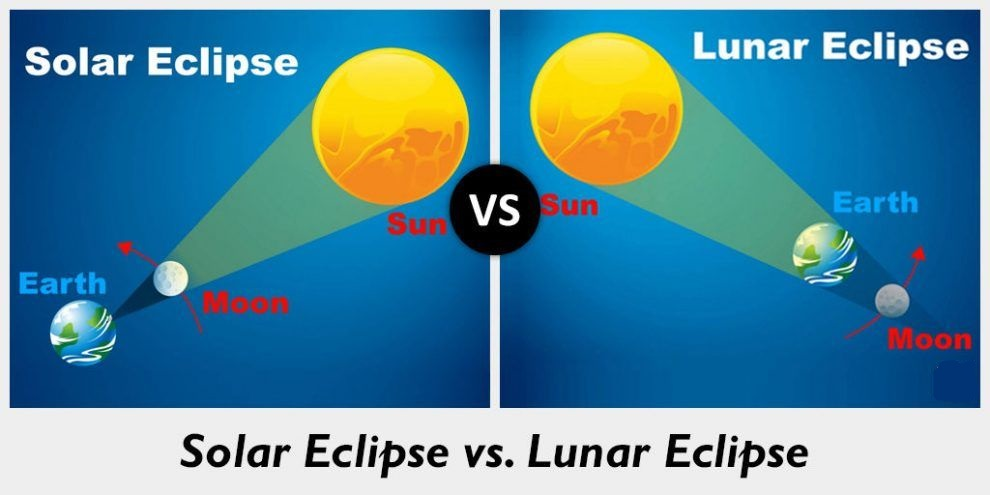 Solar Eclipse
Sun
Earth
Moon
VS
Lunar Eclipse
Sun
Earth
Moon
Solar Eclipse vs. Lunar Eclipse